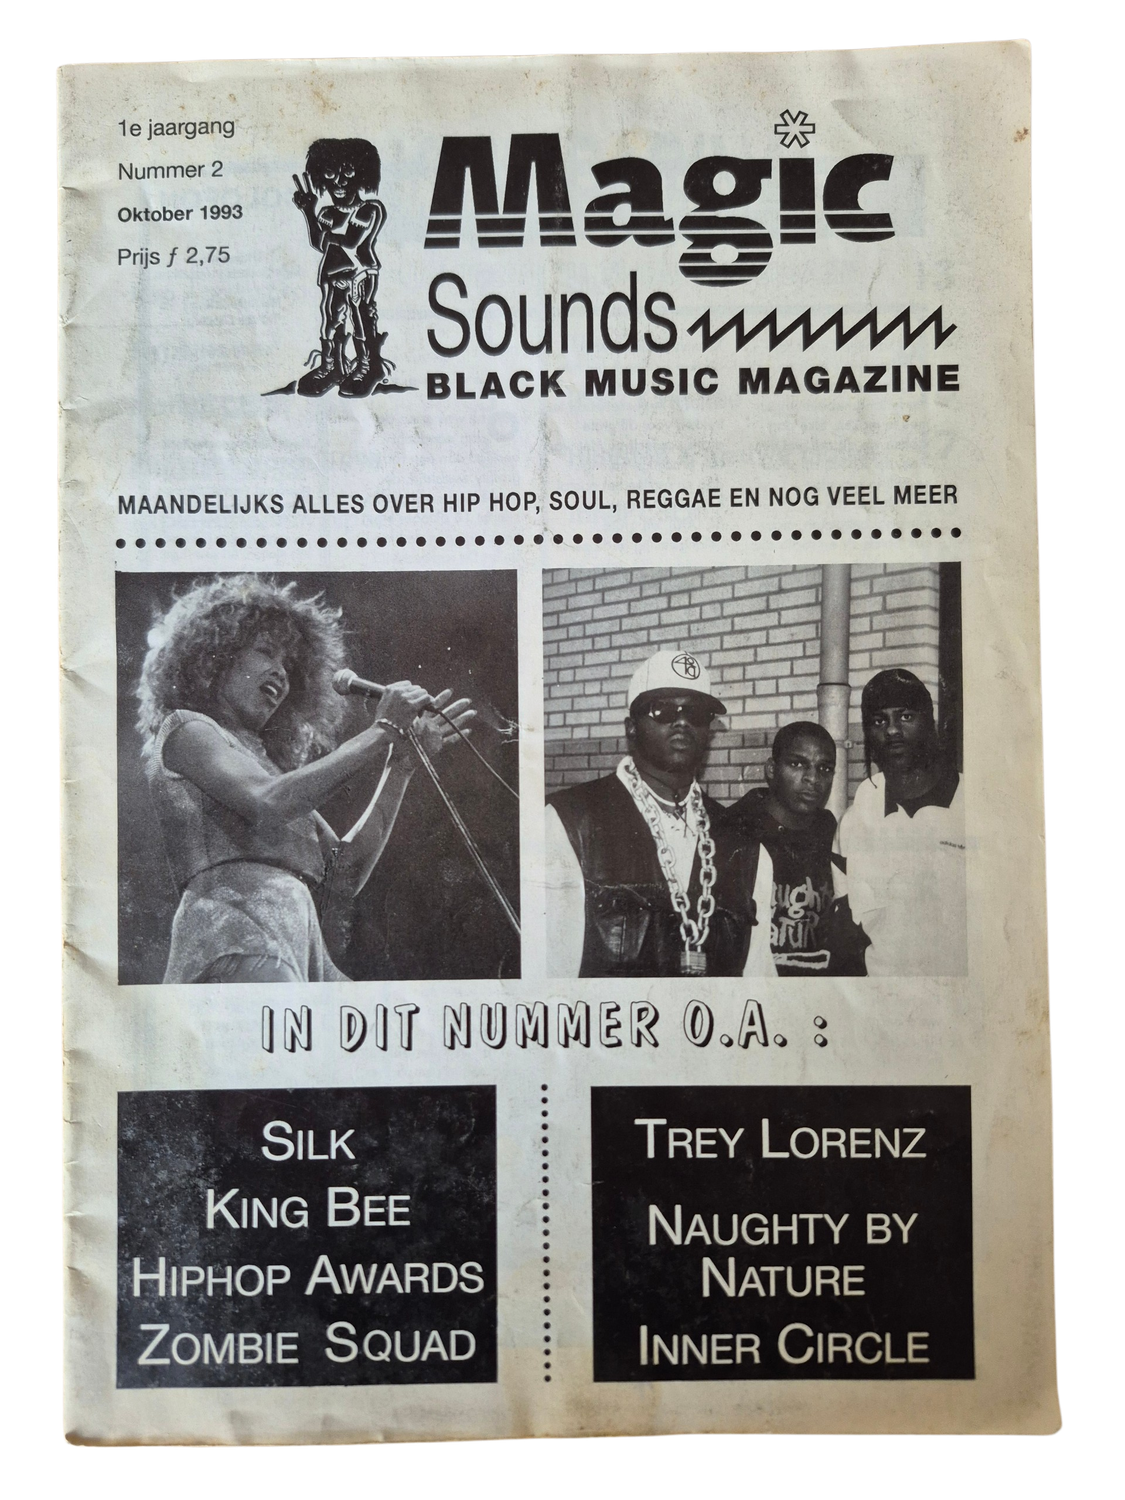 1e jaargang
Nummer 2
Oktober 1993
Prijs ƒ 2,75
Magic
Sounds
BLACK MUSIC MAGAZINE
MAANDELIJKS ALLES OVER HIP HOP, SOUL, REGGAE EN NOG VEEL MEER
IN DIT NUMMER O.A. :
SILK
KING BEE
HIPHOP AWARDS
ZOMBIE SQUAD
TREY LORENZ
NAUGHTY BY
NATURE
INNER CIRCLE